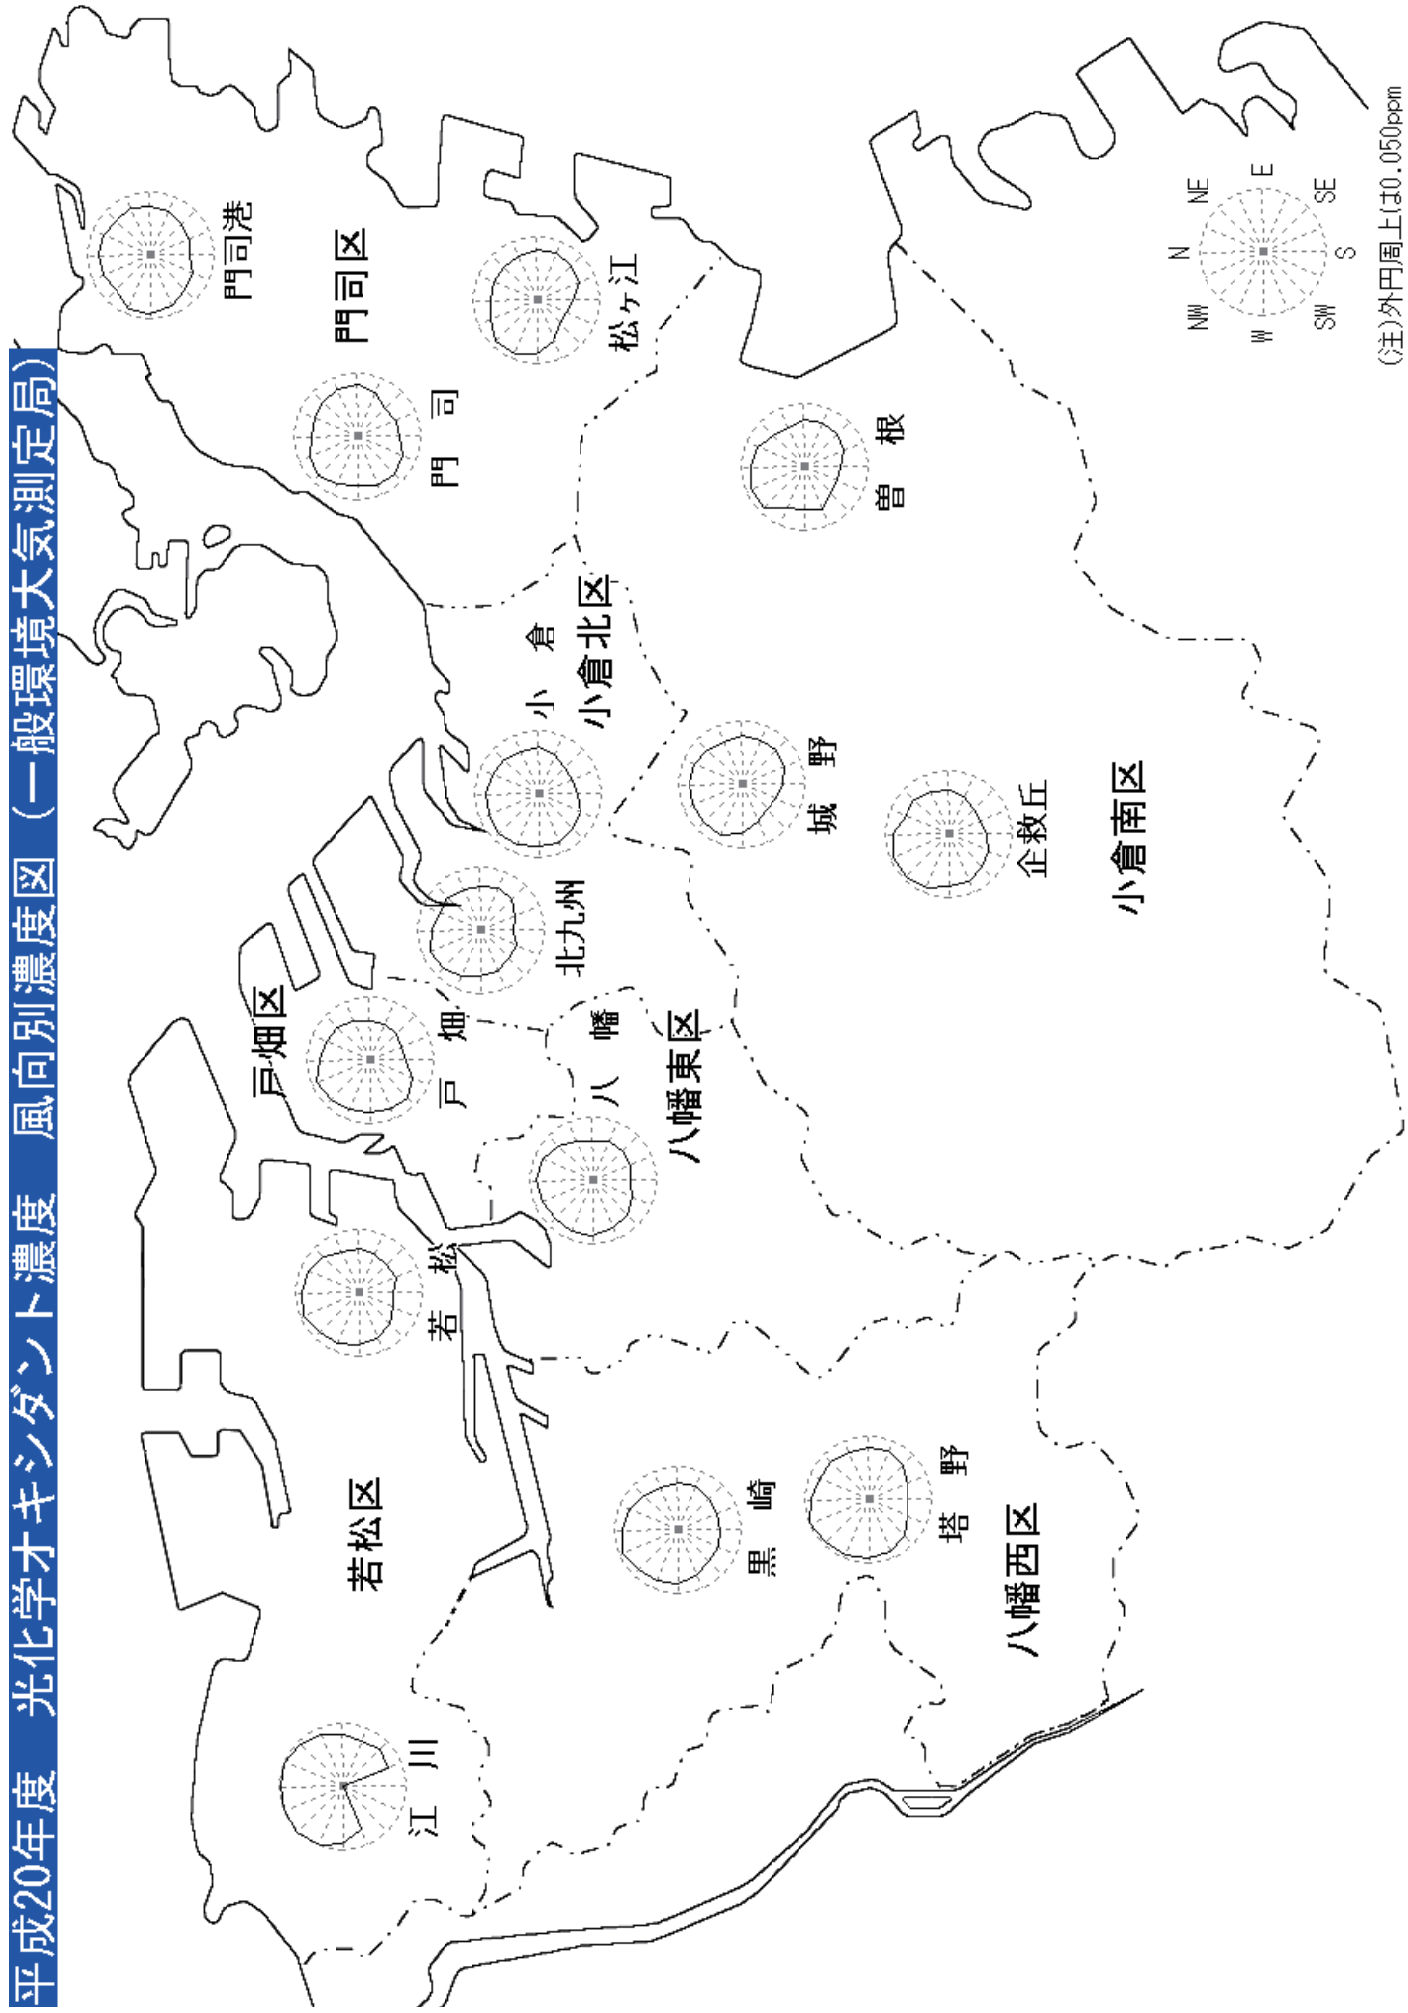 平成20年度　光化学オキシダント濃度　風向別濃度図（一般環境大気測定局）
門司港
門司区
松ヶ江
門司
曽根
小倉
小倉北区
城野
企救丘
小倉南区
北九州
戸畑区
戸畑
八幡
八幡東区
若松
若松区
黒崎
塔野
八幡西区
江川
N
NE
E
SE
S
SW
W
NW
(注)外円周上は0.050ppm